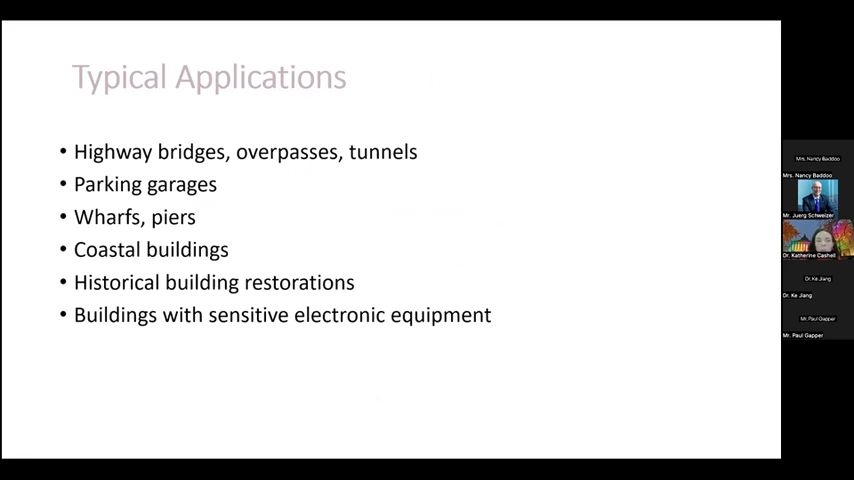 Typical Applications
• Highway bridges, overpasses, tunnels
• Parking garages
• Wharfs, piers
• Coastal buildings
• Historical building restorations
• Buildings with sensitive electronic equipment
Mrs. Nancy Baddoo
Mrs. Nancy Baddoo
Mr. Juerg Schweizer
Dr. Katherine Cashell
Dr. Ke Jiang
Dr. Ke Jiang
Mr. Paul Gapper
Mr. Paul Gapper